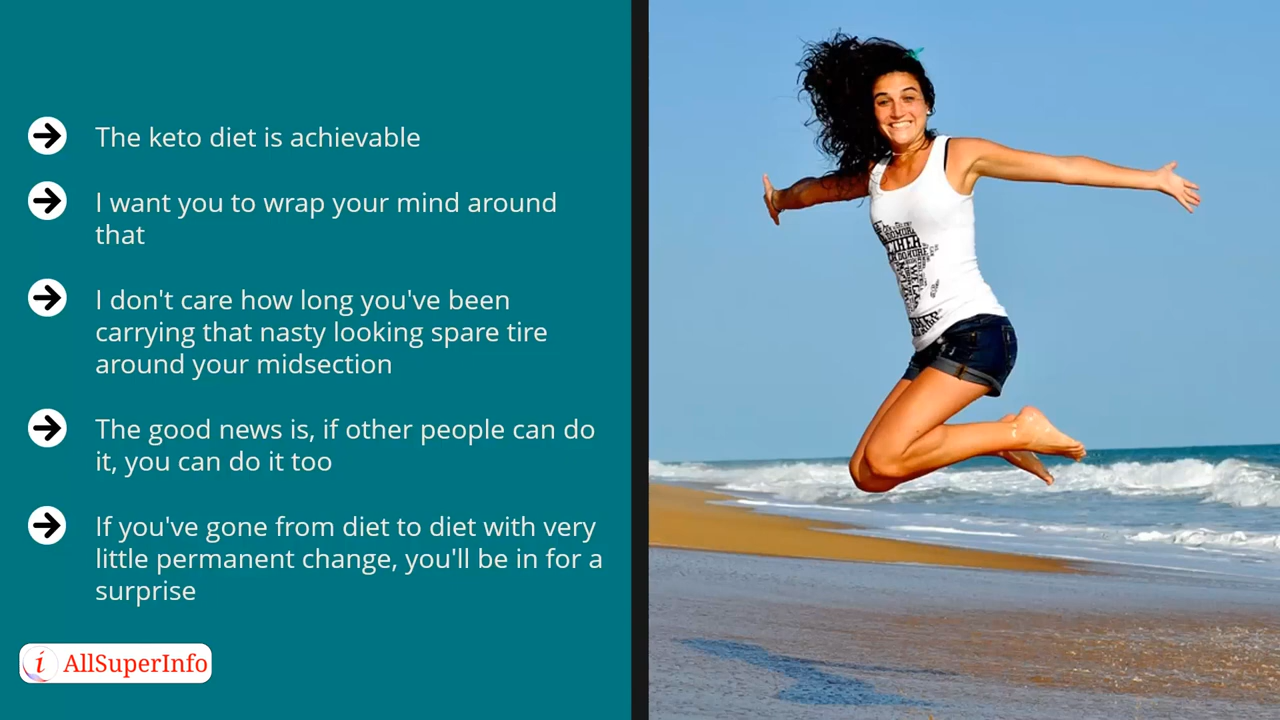 The keto diet is achievable
I want you to wrap your mind around
that
I don't care how long you've been
carrying that nasty looking spare tire
around your midsection
The good news is, if other people can do
it, you can do it too
If you've gone from diet to diet with very
little permanent change, you'll be in for a
surprise
i AllSuperInfo